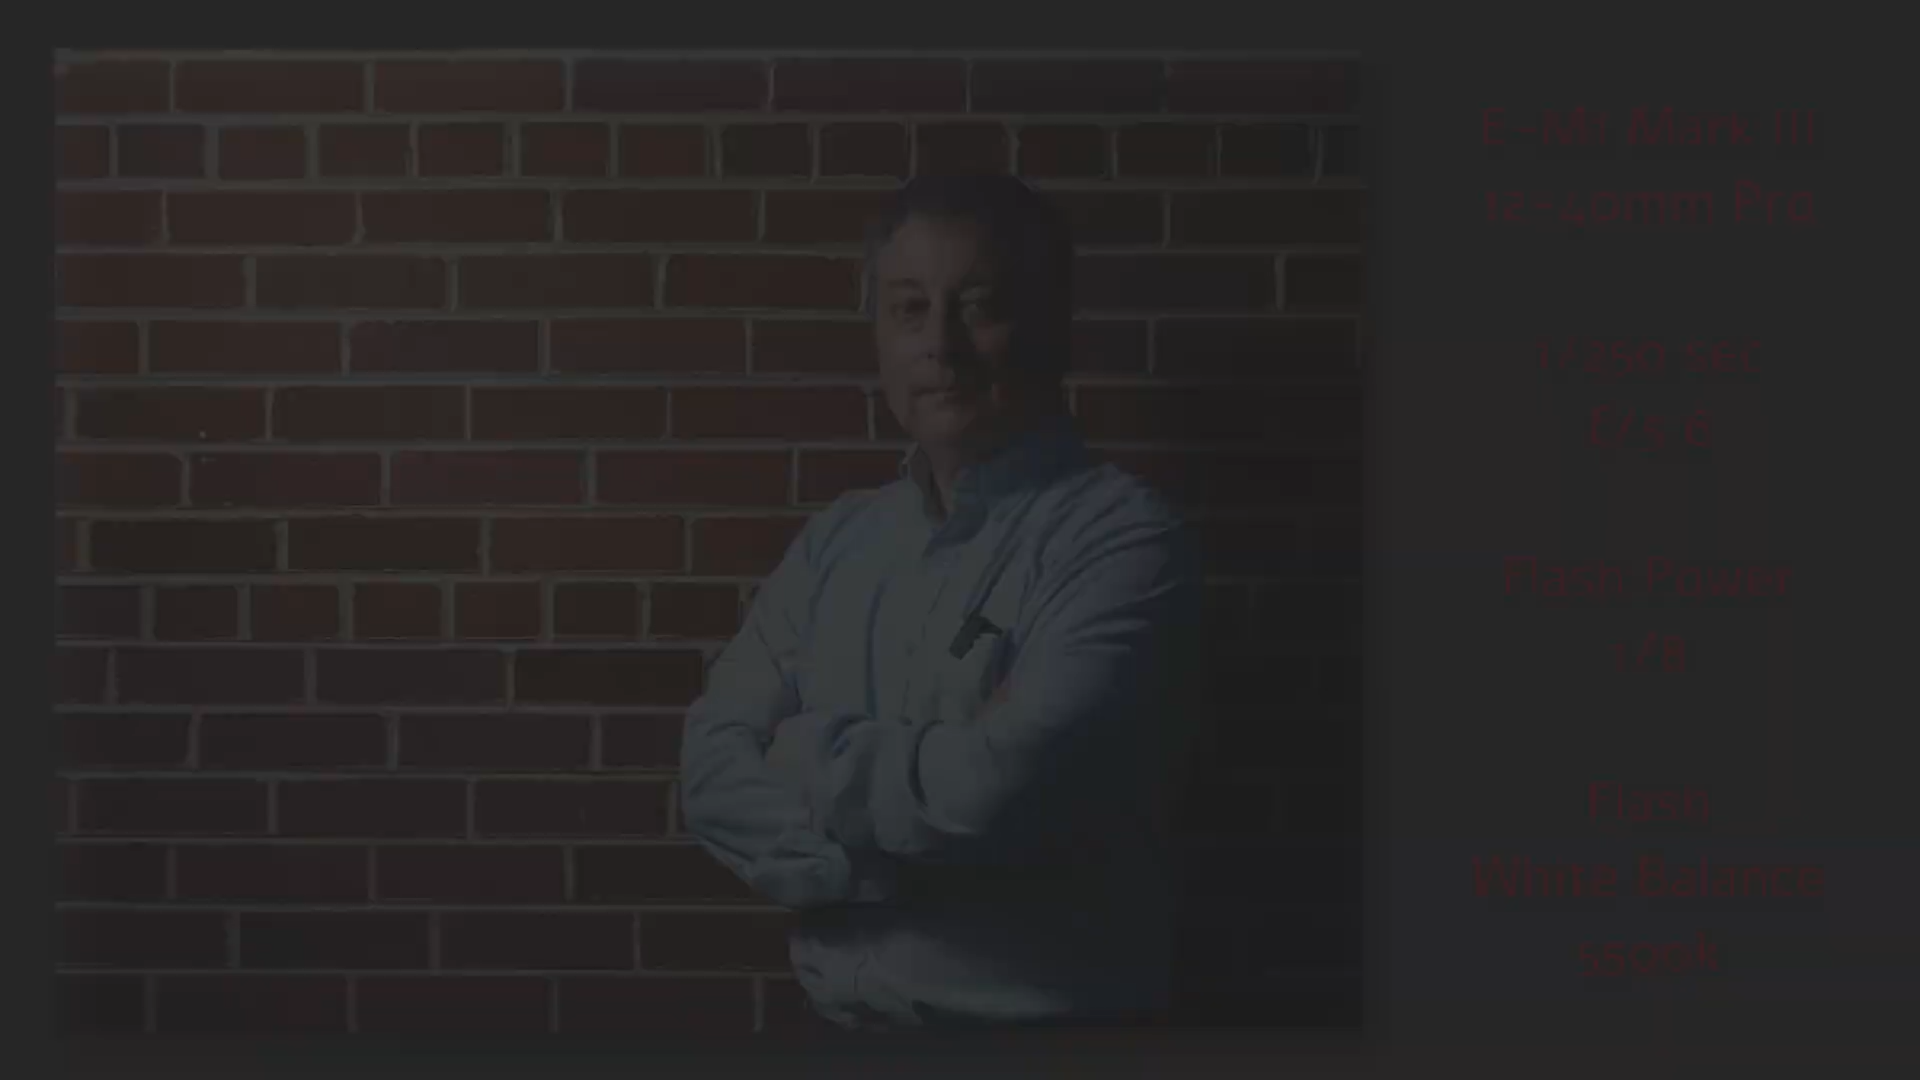 E-M1 Mark III
12-40mm Pro
1/250 sec
f/5.6
Flash Power
1/8
Flash
White Balance
5500k